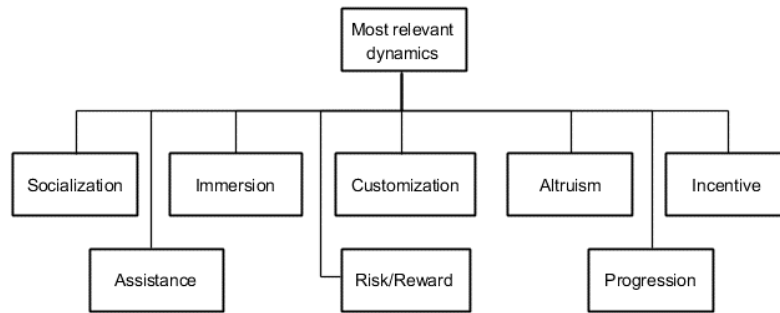 Most relevant
dynamics
Socialization
Immersion
Customization
Altruism
Incentive
Assistance
Risk/Reward
Progression